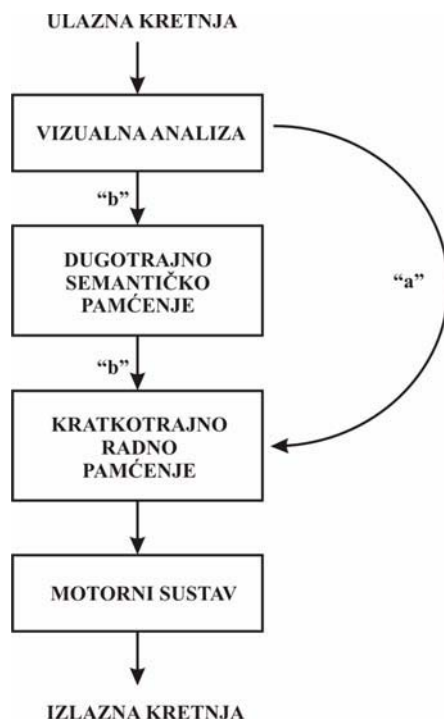 ULAZNA KRETNJA
VIZUALNA ANALIZA
“b”
DUGOTRAJNO
SEMANTIČKO
PAMĆENJE
“a”
“b”
KRATKOTRAJNO
RADNO
PAMĆENJE
MOTORNI SUSTAV
IZLAZNA KRETNJA